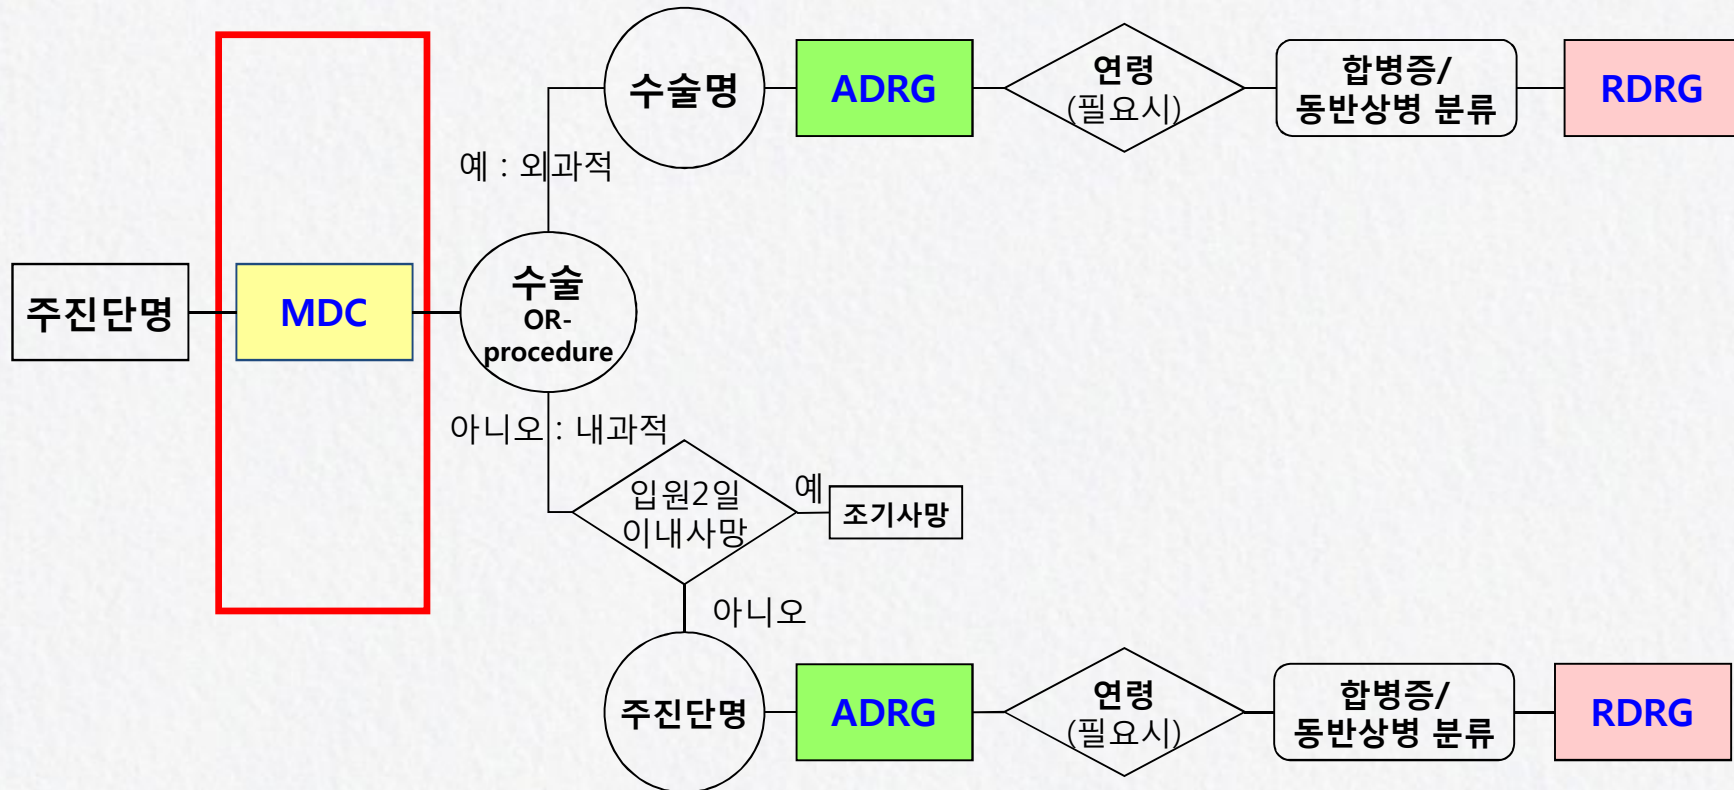 수술명
ADRG
연령
(필요시)
합병증/
동반상병 분류
RDRG
예 : 외과적
주진단명
MDC
수술
OR-
procedure
아니오 : 내과적
입원2일
이내사망
예
조기사망
아니오
주진단명
ADRG
연령
(필요시)
합병증/
동반상병 분류
RDRG